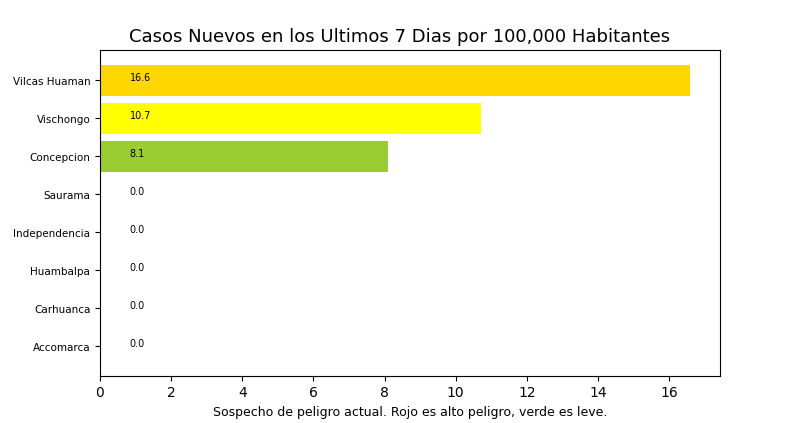 Casos Nuevos en los Ultimos 7 Dias por 100,000 Habitantes
Vilcas Huaman 16.6
Vischongo 10.7
Concepcion 8.1
Saurama 0.0
Independencia 0.0
Huambalpa 0.0
Carhuanca 0.0
Accomarca 0.0
0 2 4 6 8 10 12 14 16
Sospecho de peligro actual. Rojo es alto peligro, verde es leve.